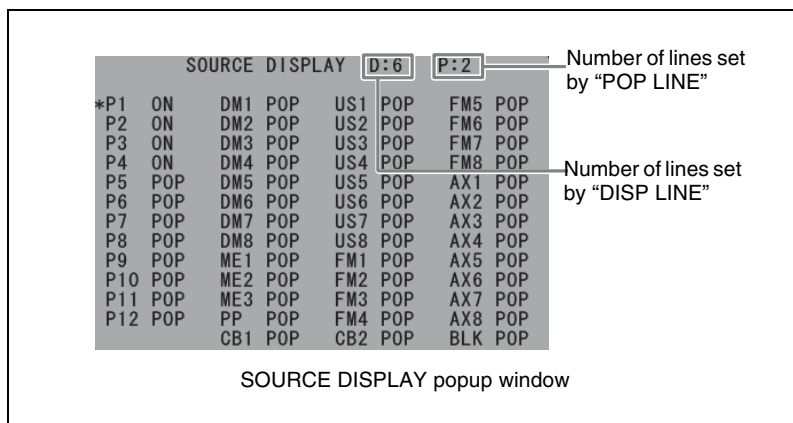 SOURCE DISPLAY D:6 P:2
*P1 ON DM1 POP US1 POP FM5 POP
P2 ON DM2 POP US2 POP FM6 POP
P3 ON DM3 POP US3 POP FM7 POP
P4 ON DM4 POP US4 POP FM8 POP
P5 POP DM5 POP US5 POP AX1 POP
P6 POP DM6 POP US6 POP AX2 POP
P7 POP DM7 POP US7 POP AX3 POP
P8 POP DM8 POP US8 POP AX4 POP
P9 POP ME1 POP FM1 POP AX5 POP
P10 POP ME2 POP FM2 POP AX6 POP
P11 POP ME3 POP FM3 POP AX7 POP
P12 POP PP POP FM4 POP AX8 POP
CB1 POP CB2 POP BLK POP
Number of lines set
by “POP LINE”
Number of lines set
by “DISP LINE”
SOURCE DISPLAY popup window